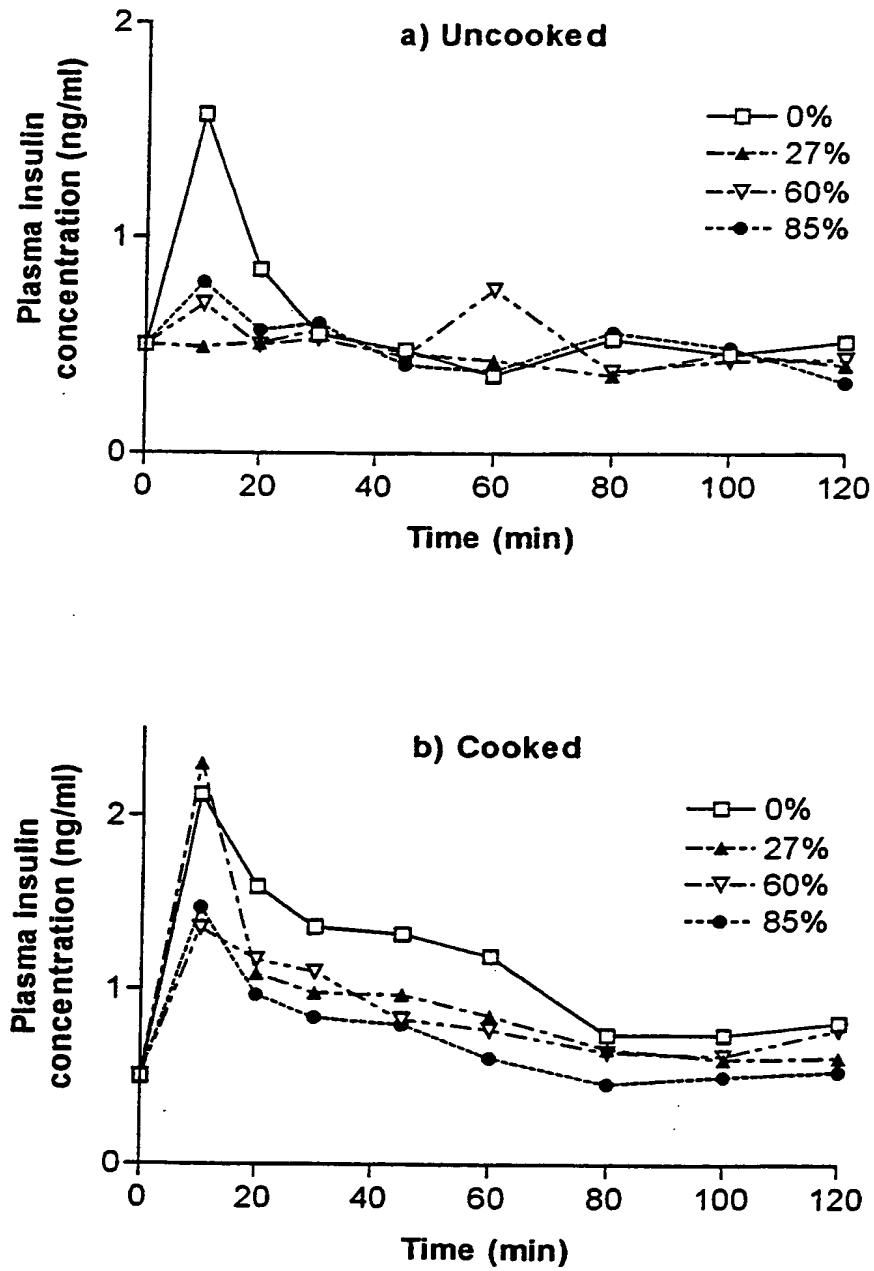 a) Uncooked
Plasma Insulin
concentration (ng/ml)
2
1
0
0%
27%
60%
85%
0 20 40 60 80 100 120
Time (min)
b) Cooked
Plasma Insulin
concentration (ng/ml)
2
1
0
0%
27%
60%
85%
0 20 40 60 80 100 120
Time (min)